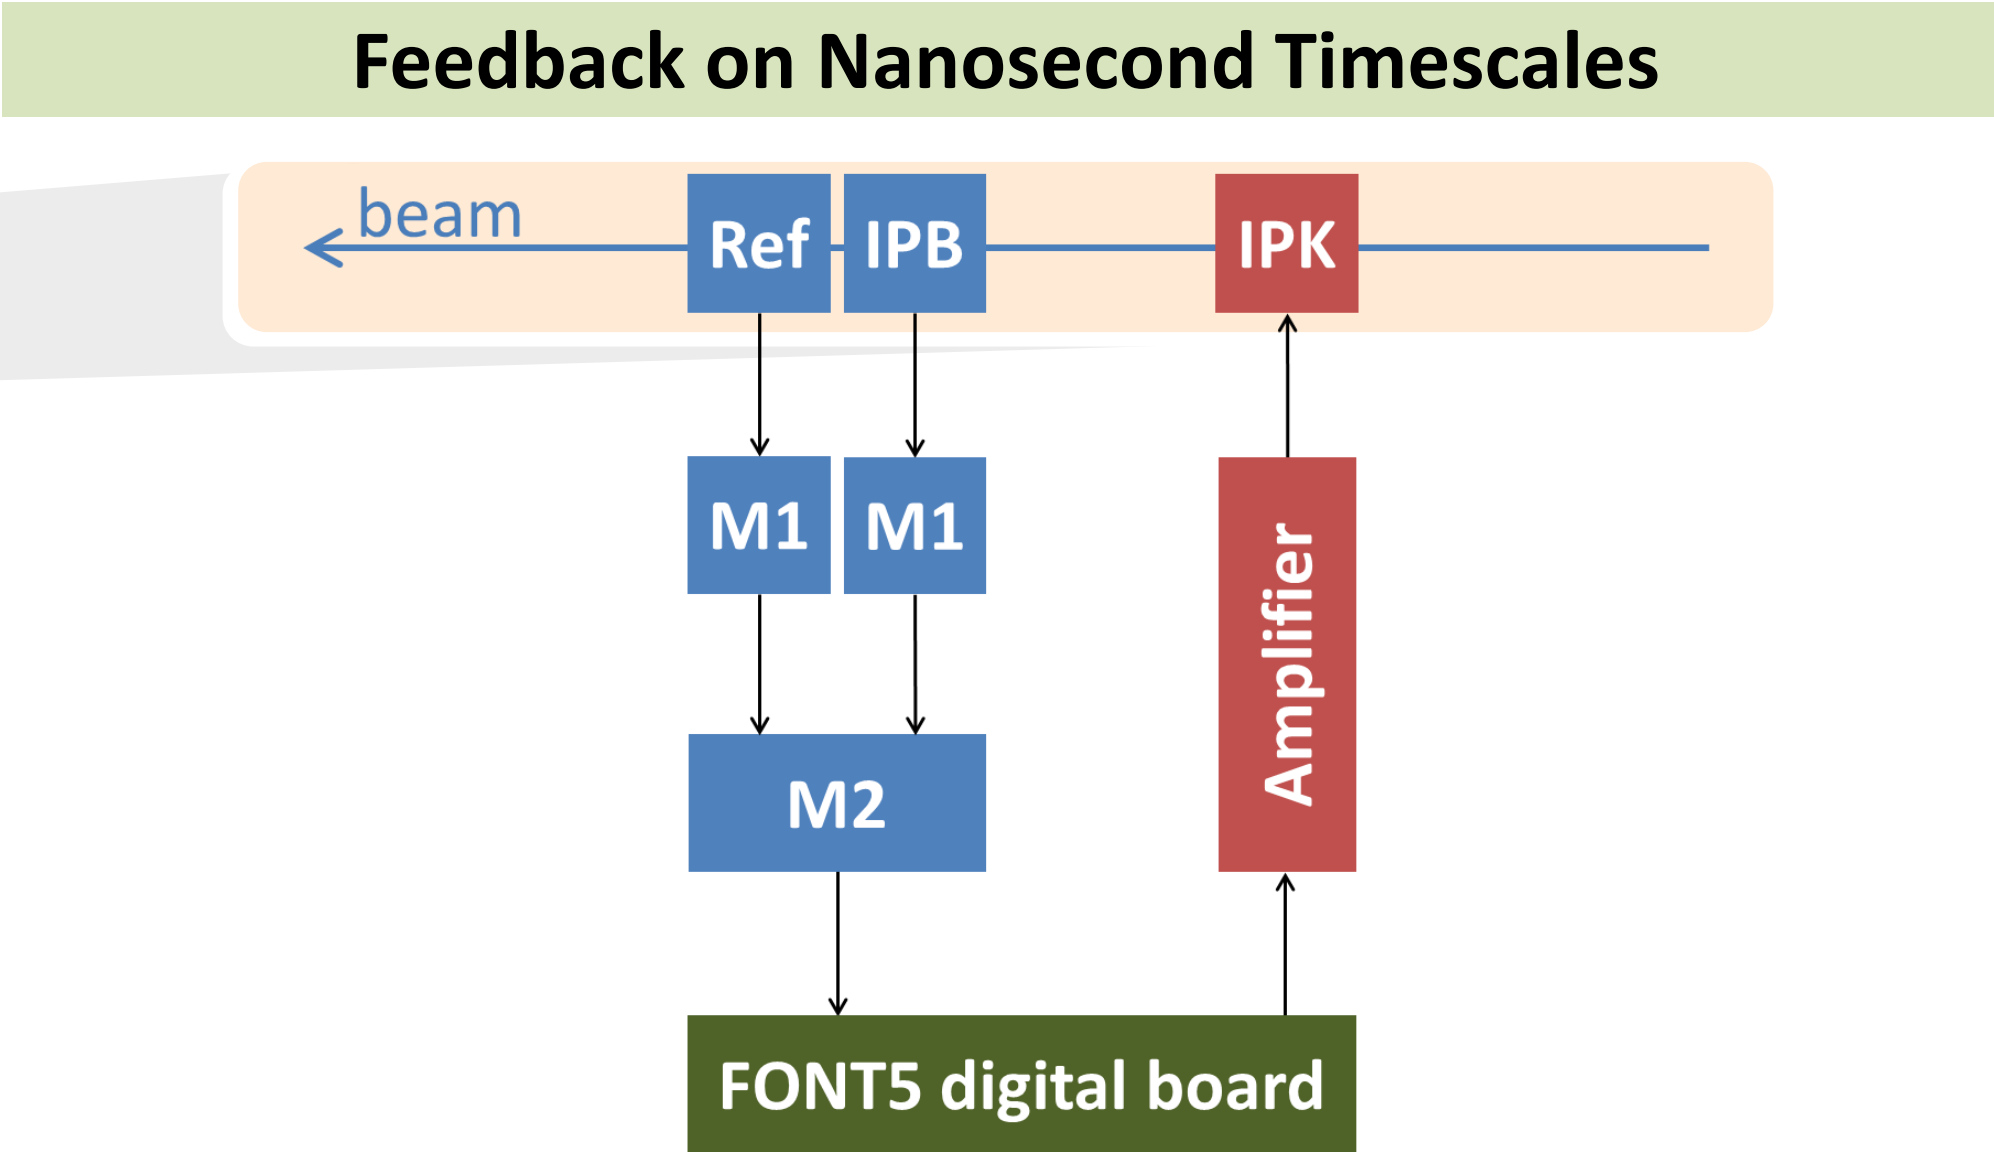 Feedback on Nanosecond Timescales
beam
Ref
IPB
IPK
M1
M1
Amplifier
M2
FONT5 digital board